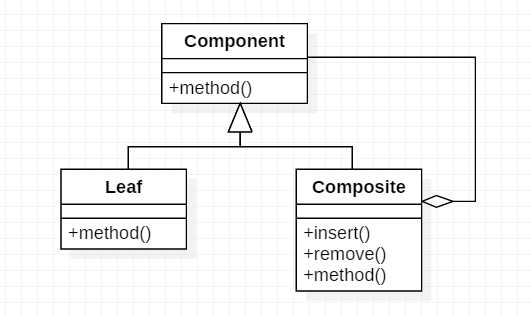 Component
+method()
Leaf
+method()
Composite
+insert()
+remove()
+method()